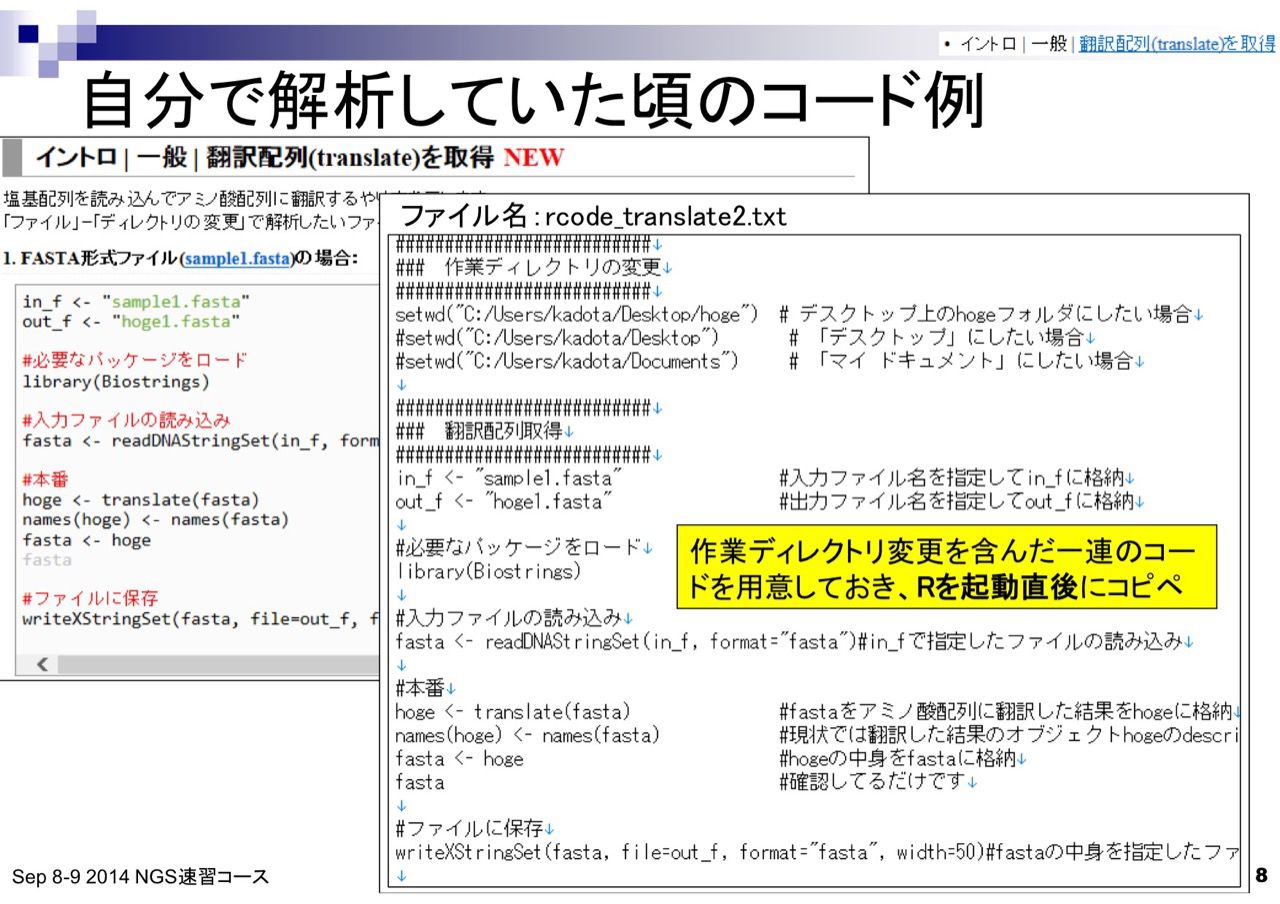 • イントロ | 一般 | 翻訳配列(translate)を取得
自分で解析していた頃のコード例
イントロ | 一般 | 翻訳配列(translate)を取得 NEW
塩基配列を読み込んでアミノ酸配列に翻訳するや
「ファイル」−「ディレクトリの変更」で解析したいファ
1. FASTA形式ファイル(sample1.fasta)の場合:
in_f <- "sample1.fasta"
out_f <- "hoge1.fasta"
#必要なパッケージをロード
library(Biostrings)
#入力ファイルの読み込み
fasta <- readDNAStringSet(in_f, form
#本番
hoge <- translate(fasta)
names(hoge) <- names(fasta)
fasta <- hoge
fasta
#ファイルに保存
writeXStringSet(fasta, file=out_f, f
ファイル名:rcode_translate2.txt
##########################↓
### 作業ディレクトリの変更↓
##########################↓
setwd("C:/Users/kadota/Desktop/hoge") # デスクトップ上のhogeフォルダにしたい場合↓
#setwd("C:/Users/kadota/Desktop") # 「デスクトップ」にしたい場合↓
#setwd("C:/Users/kadota/Documents") # 「マイ ドキュメント」にしたい場合↓
↓
##########################↓
### 翻訳配列取得↓
##########################↓
in_f <- "sample1.fasta" #入力ファイル名を指定してin_fに格納↓
out_f <- "hoge1.fasta" #出力ファイル名を指定してout_fに格納↓
↓
#必要なパッケージをロード↓
library(Biostrings)
↓
#入力ファイルの読み込み↓
fasta <- readDNAStringSet(in_f, format="fasta")#in_fで指定したファイルの読み込み↓
↓
#本番↓
hoge <- translate(fasta) #fastaをアミノ酸配列に翻訳した結果をhogeに格納↓
names(hoge) <- names(fasta) #現状では翻訳した結果のオブジェクトhogeのdescri
fasta <- hoge #hogeの中身をfastaに格納↓
fasta #確認してるだけです↓
↓
#ファイルに保存↓
writeXStringSet(fasta, file=out_f, format="fasta", width=50)#fastaの中身を指定したファ
↓
作業ディレクトリ変更を含んだ一連のコー
ドを用意しておき、Rを起動直後にコピペ
Sep 8-9 2014 NGS速習コース
8